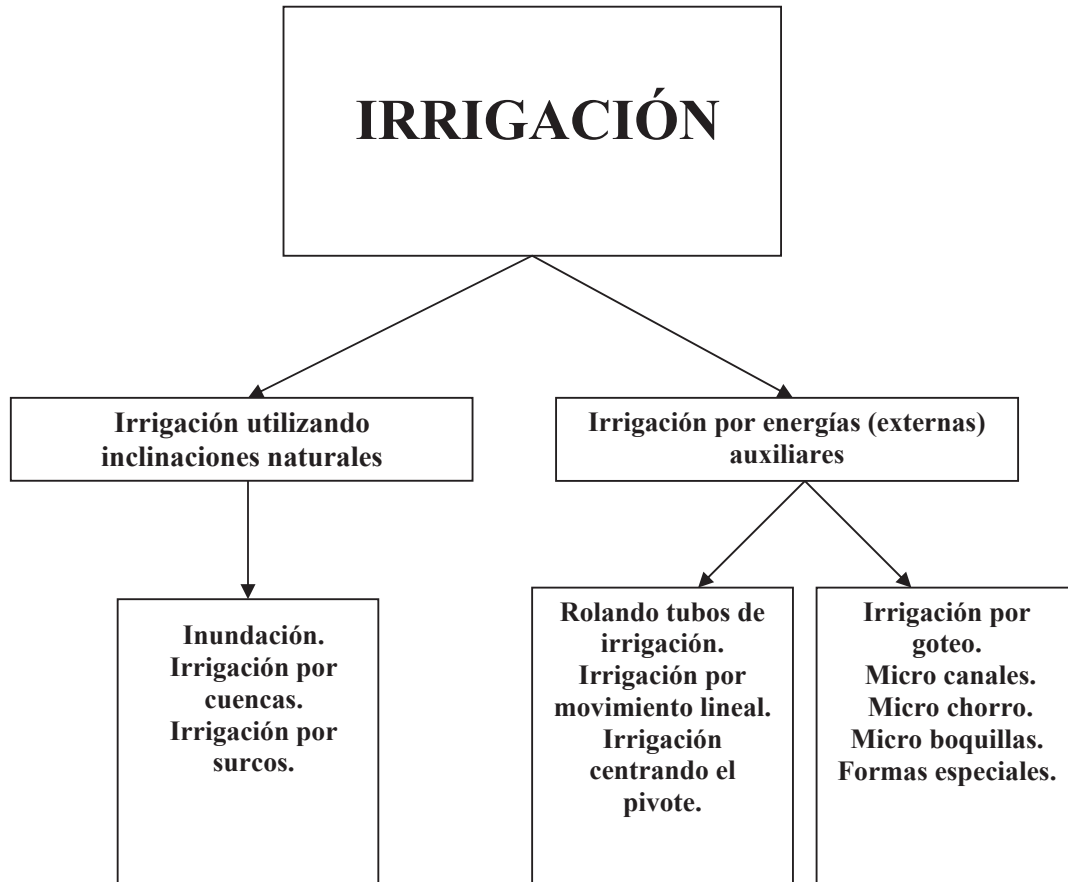 IRRIGACIÓN
Irrigación utilizando
inclinaciones naturales
Irrigación por energías (externas)
auxiliares
Inundación.
Irrigación por
cuencas.
Irrigación por
surcos.
Rolando tubos de
irrigación.
Irrigación por
movimiento lineal.
Irrigación
centrando el
pivote.
Irrigación por
goteo.
Micro canales.
Micro chorro.
Micro boquillas.
Formas especiales.